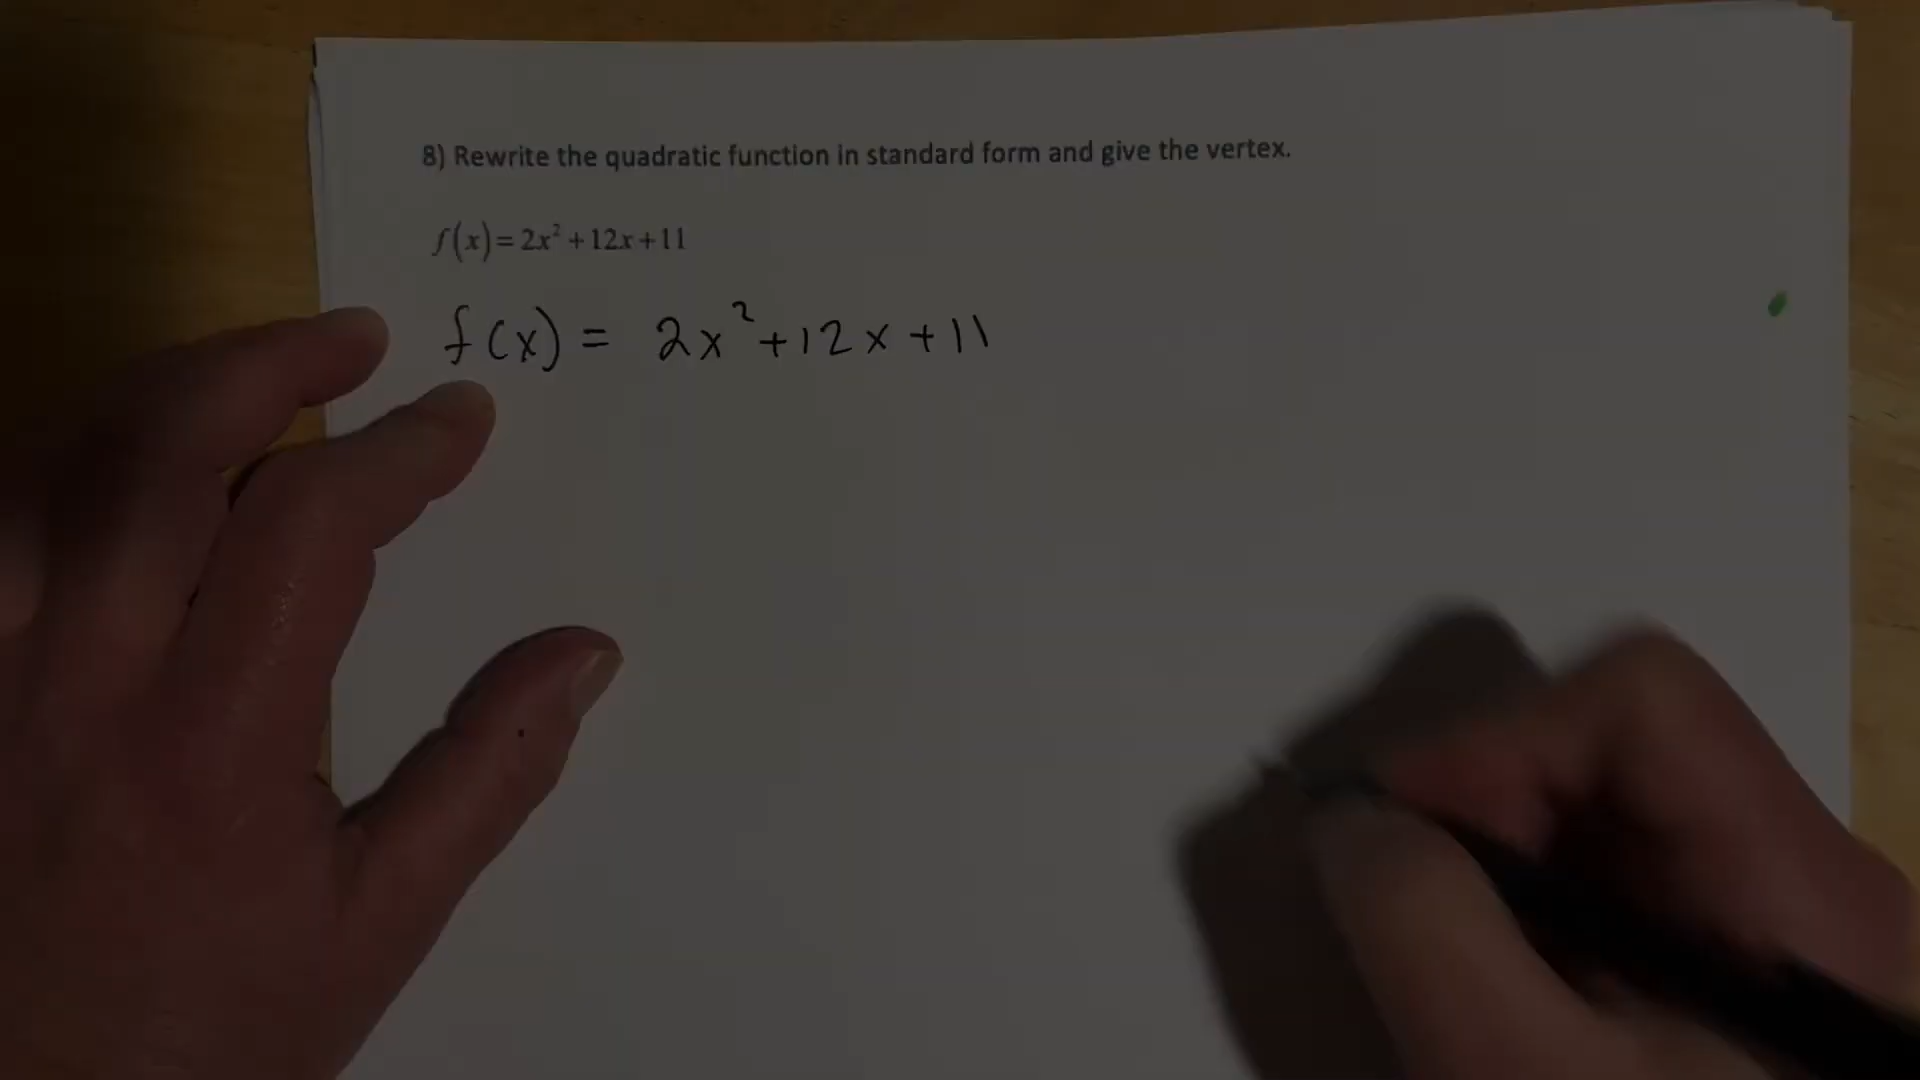 8) Rewrite the quadratic function in standard form and give the vertex.
f(x)=2x²+12x+11
f(x) = 2x²+12x+11